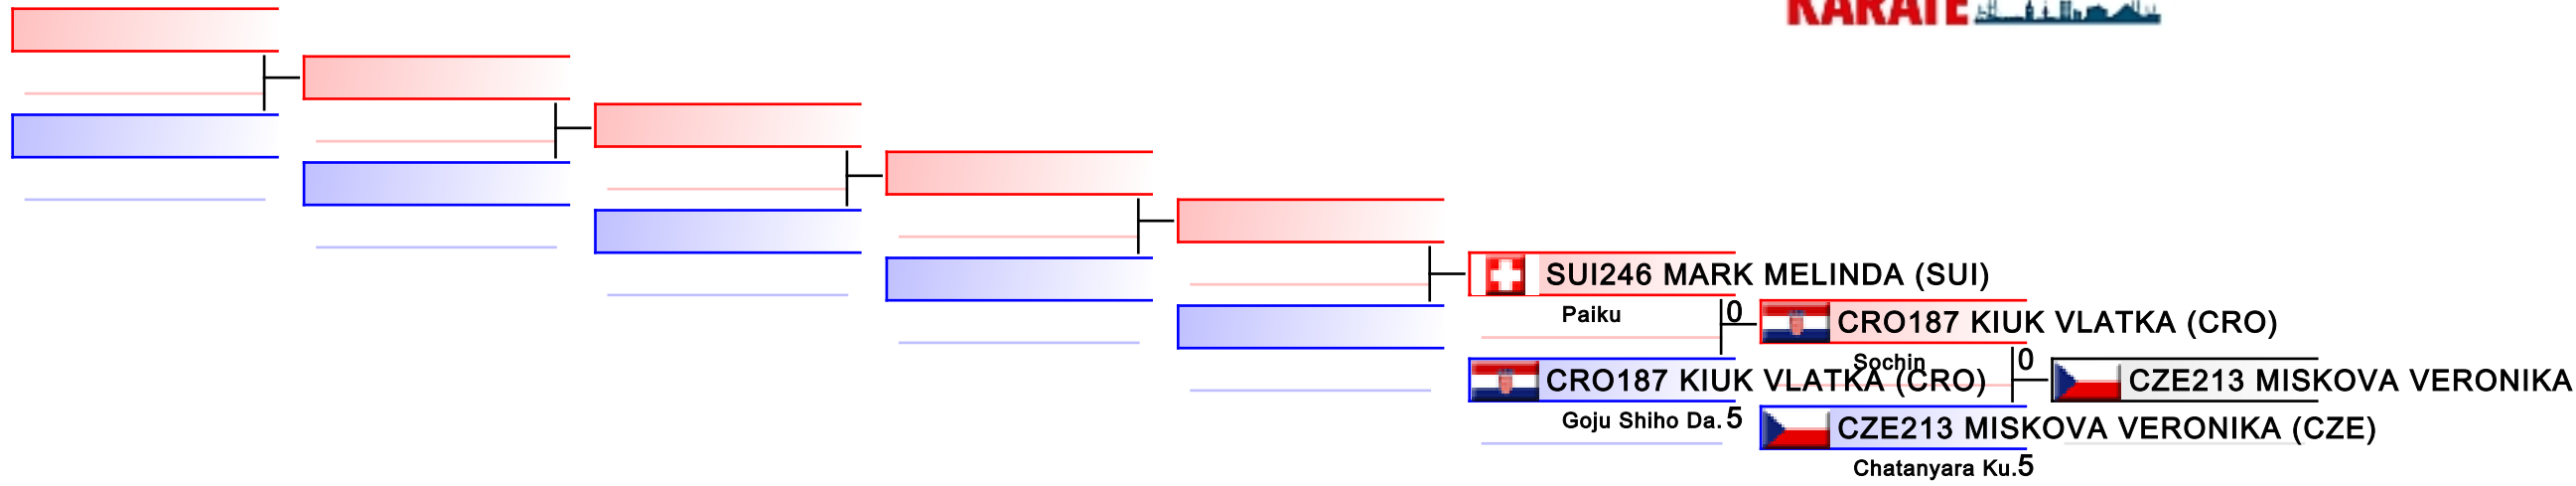 KARATE
SUI246 MARK MELINDA (SUI)
Paiku
0
CRO187 KIUK VLATKA (CRO)
Sochin
0
CRO187 KIUK VLATKA (CRO)
CZE213 MISKOVA VERONIKA
Goju Shiho Da. 5
CZE213 MISKOVA VERONIKA (CZE)
Chatanyara Ku. 5